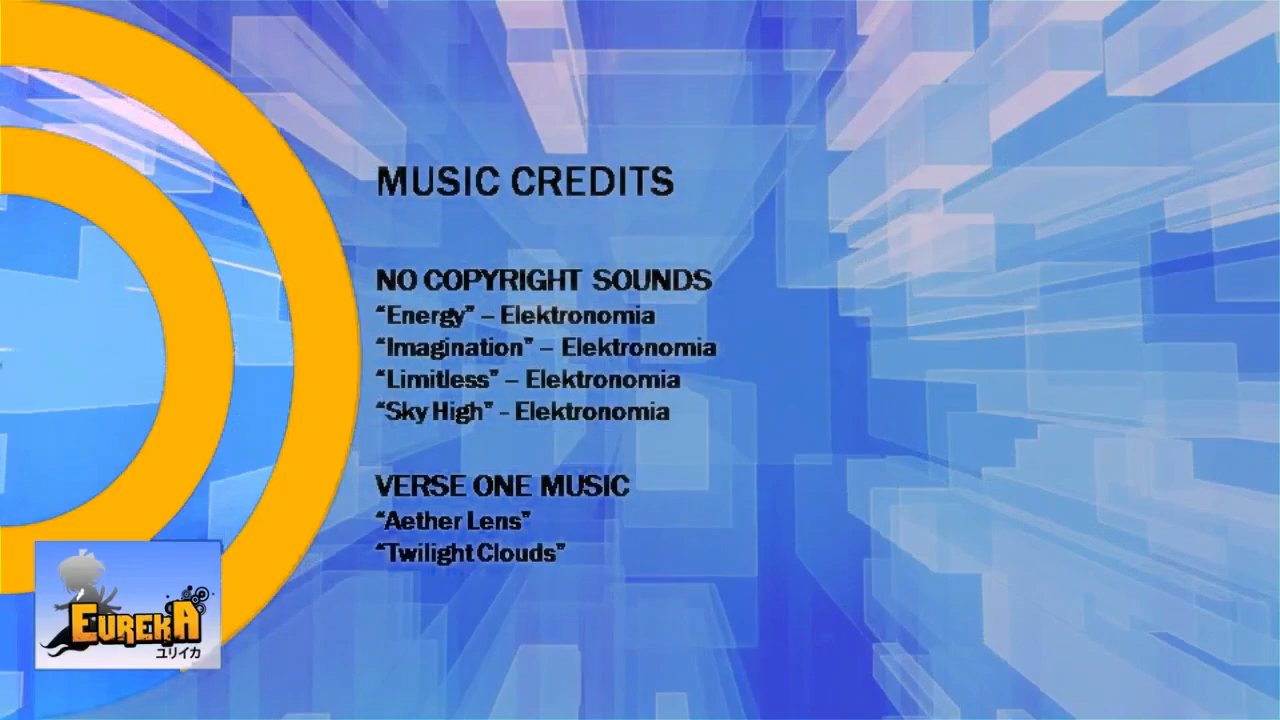 MUSIC CREDITS
NO COPYRIGHT SOUNDS
“Energy” – Elektronomia
“Imagination” – Elektronomia
“Limitless” – Elektronomia
“Sky High” - Elektronomia
VERSE ONE MUSIC
“Aether Lens”
“Twilight Clouds”
EUREKA
ユリイカ